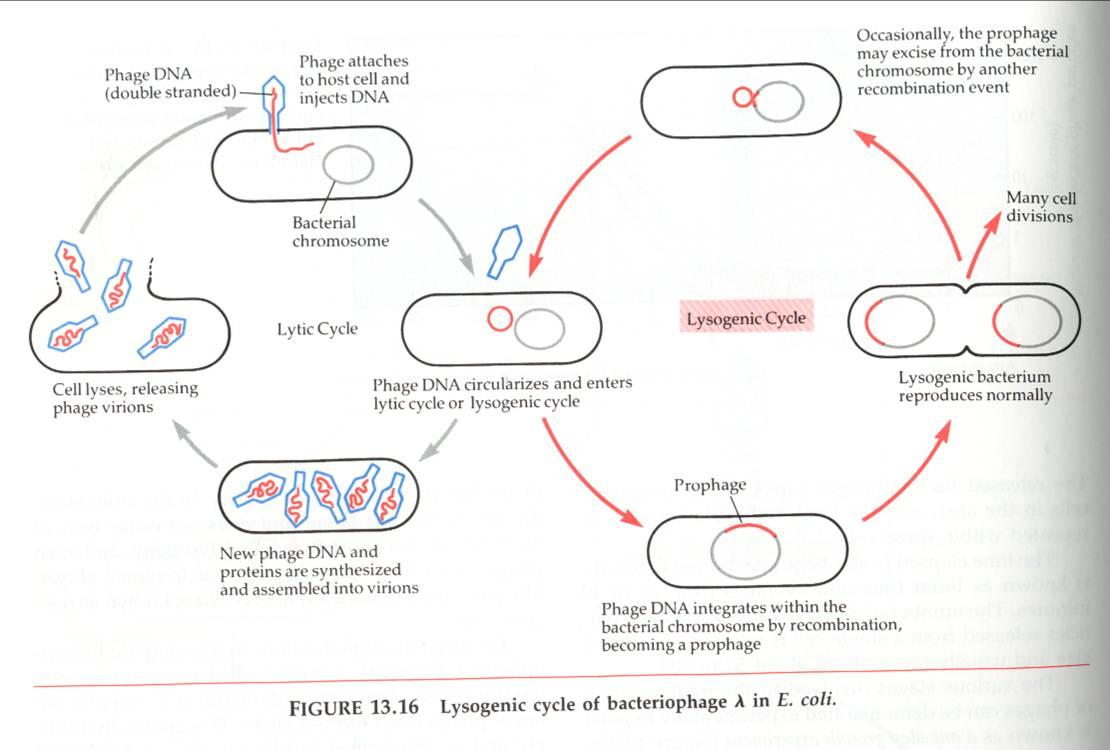 Phage DNA
(double stranded)
Phage attaches
to host cell and
injects DNA
Bacterial
chromosome
Occasionally, the prophage
may excise from the bacterial
chromosome by another
recombination event
Many cell
divisions
Lytic Cycle
Lysogenic Cycle
Cell lyses, releasing
phage virions
Phage DNA circularizes and enters
lytic cycle or lysogenic cycle
Lysogenic bacterium
reproduces normally
New phage DNA and
proteins are synthesized
and assembled into virions
Prophage
Phage DNA integrates within the
bacterial chromosome by recombination,
becoming a prophage
FIGURE 13.16 Lysogenic cycle of bacteriophage λ in E. coli.